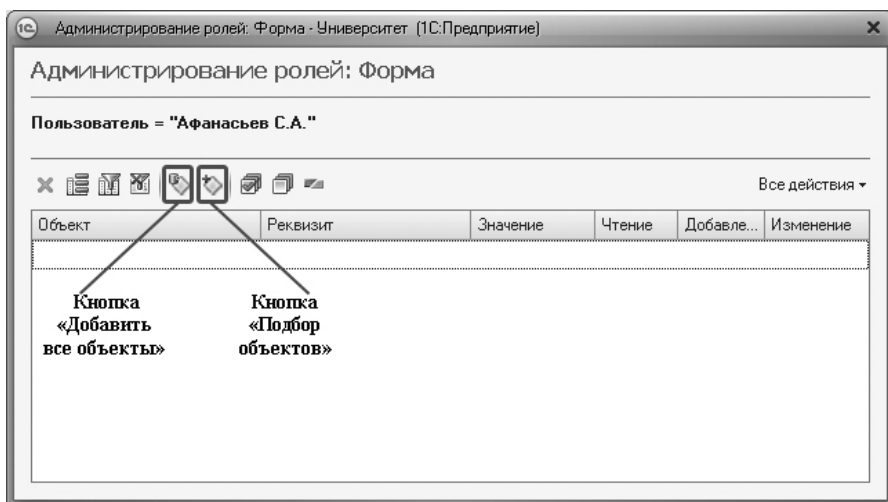 Администрирование ролей: Форма - Университет (1С:Предприятие)
Администрирование ролей: Форма
Пользователь = "Афанасьев С.А."
Все действия
Объект Реквизит Значение Чтение Добавле... Изменение
Кнопка «Добавить все объекты»
Кнопка «Подбор объектов»